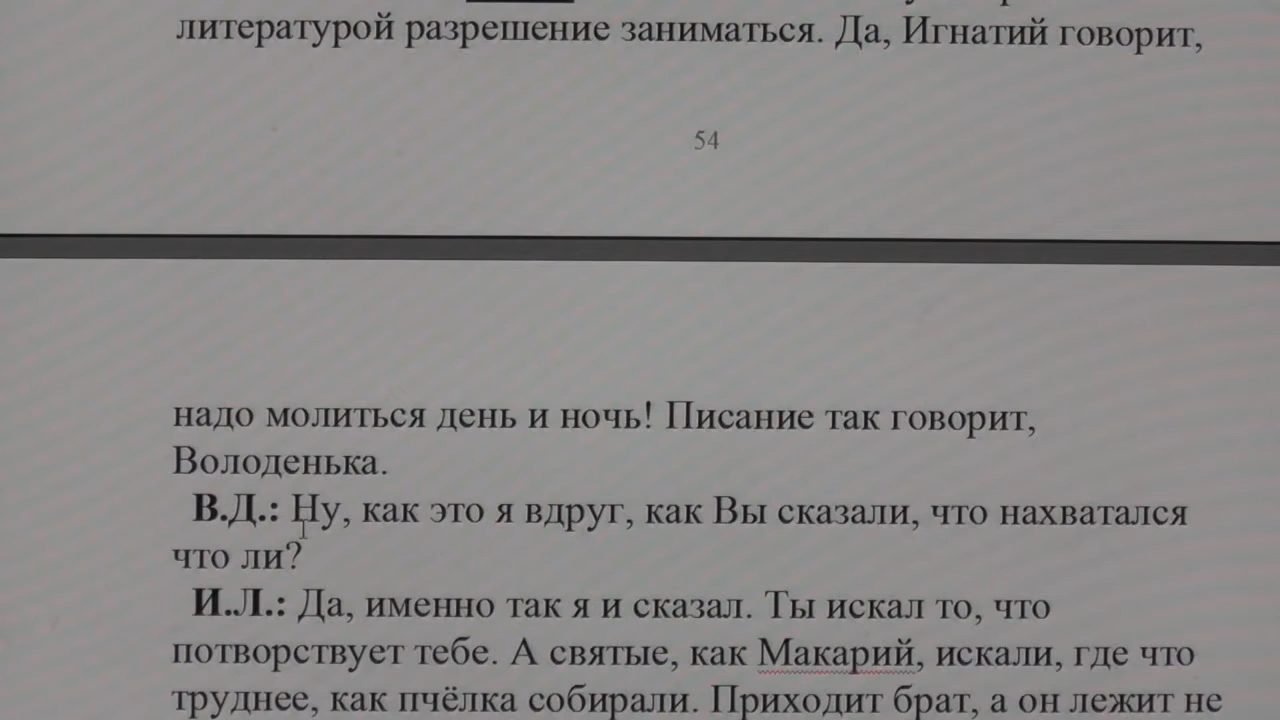 литературой разрешение заниматься. Да, Игнатий говорит,
54
надо молиться день и ночь! Писание так говорит,
Володенька.
В.Д.: Ну, как это я вдруг, как Вы сказали, что нахватался
что ли?
И.Л.: Да, именно так я и сказал. Ты искал то, что
потворствует тебе. А святые, как Макарий, искали, где что
труднее, как пчёлка собирали. Приходит брат, а он лежит не